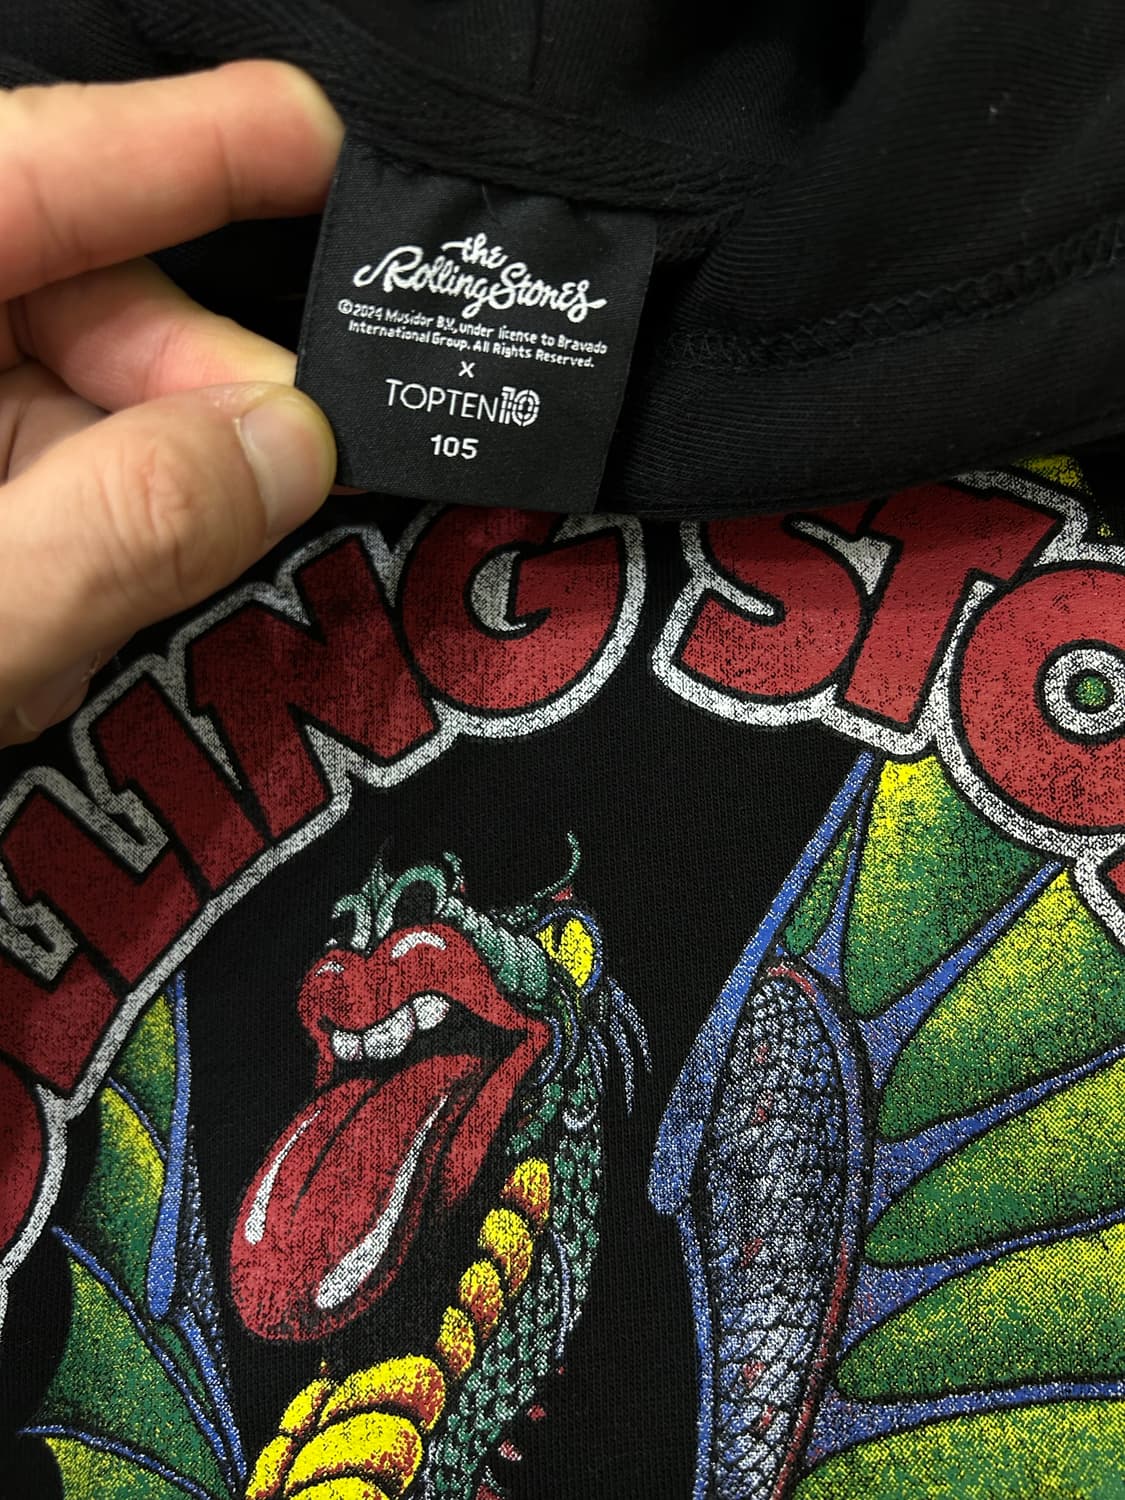 the
Rolling Stones
©2024 Musidor B.V, under license to Bravado
International Group. All Rights Reserved.
x
TOPTEN10
105
LLING STO